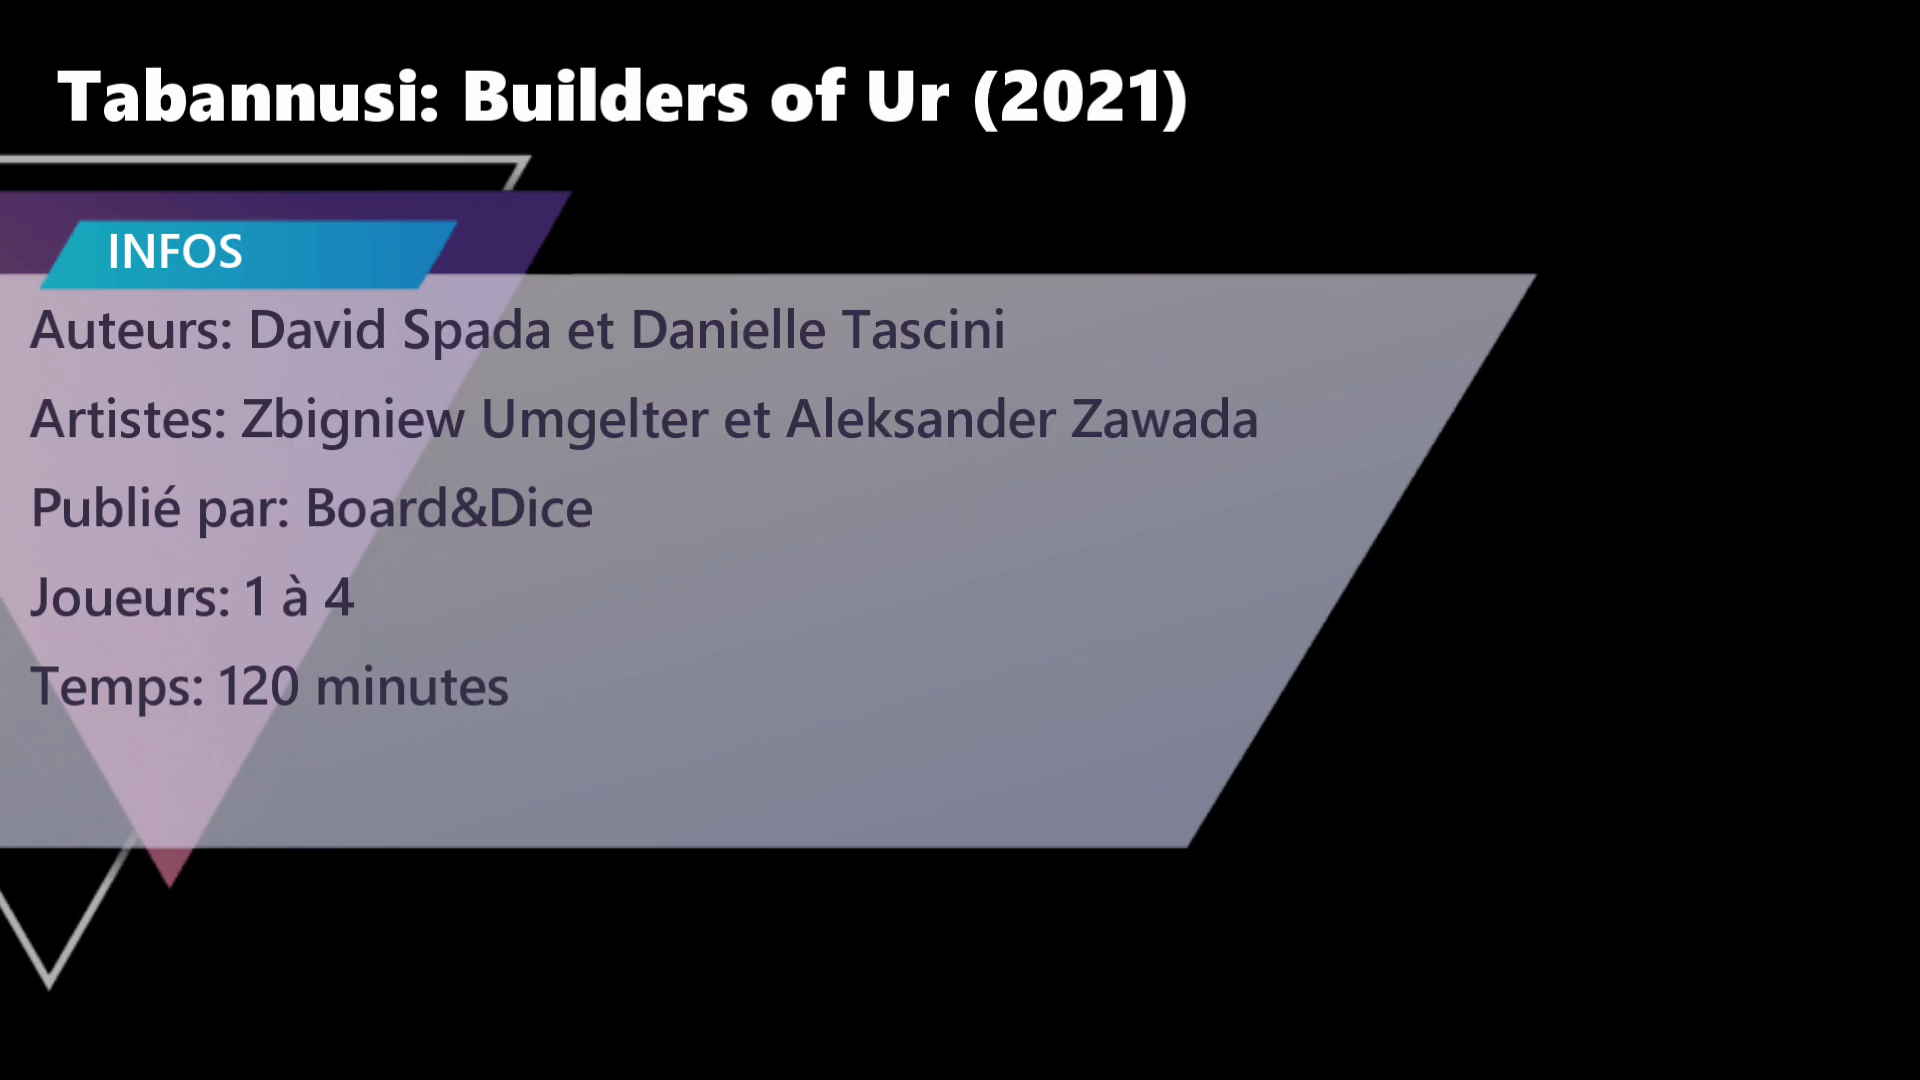 Tabannusi: Builders of Ur (2021)
INFOS
Auteurs: David Spada et Danielle Tascini
Artistes: Zbigniew Umgelter et Aleksander Zawada
Publié par: Board&Dice
Joueurs: 1 à 4
Temps: 120 minutes